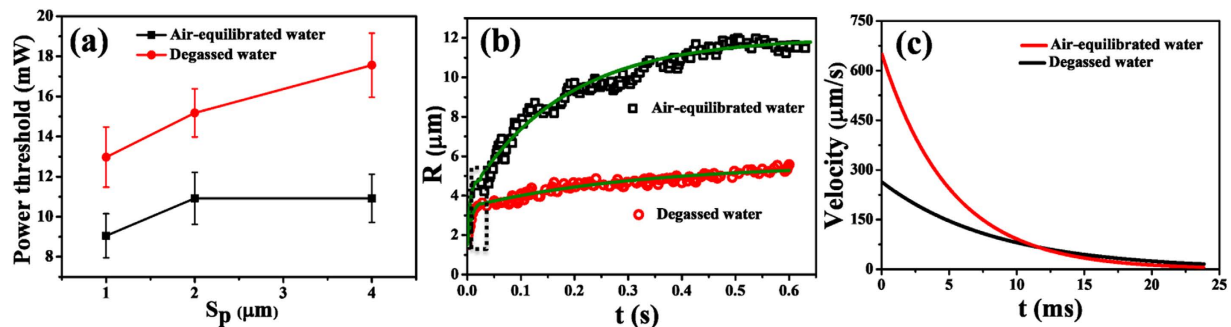 (a)
Air-equilibrated water
Degassed water
Power threshold (mW)
20
18
16
14
12
10
8
1
2
3
4
Sp (μm)
(b)
R (μm)
12
10
8
6
4
2
0
Air-equilibrated water
Degassed water
0.0
0.1
0.2
0.3
0.4
0.5
0.6
t (s)
(c)
Air-equilibrated water
Degassed water
Velocity (μm/s)
750
600
450
300
150
0
0
5
10
15
20
25
t (ms)